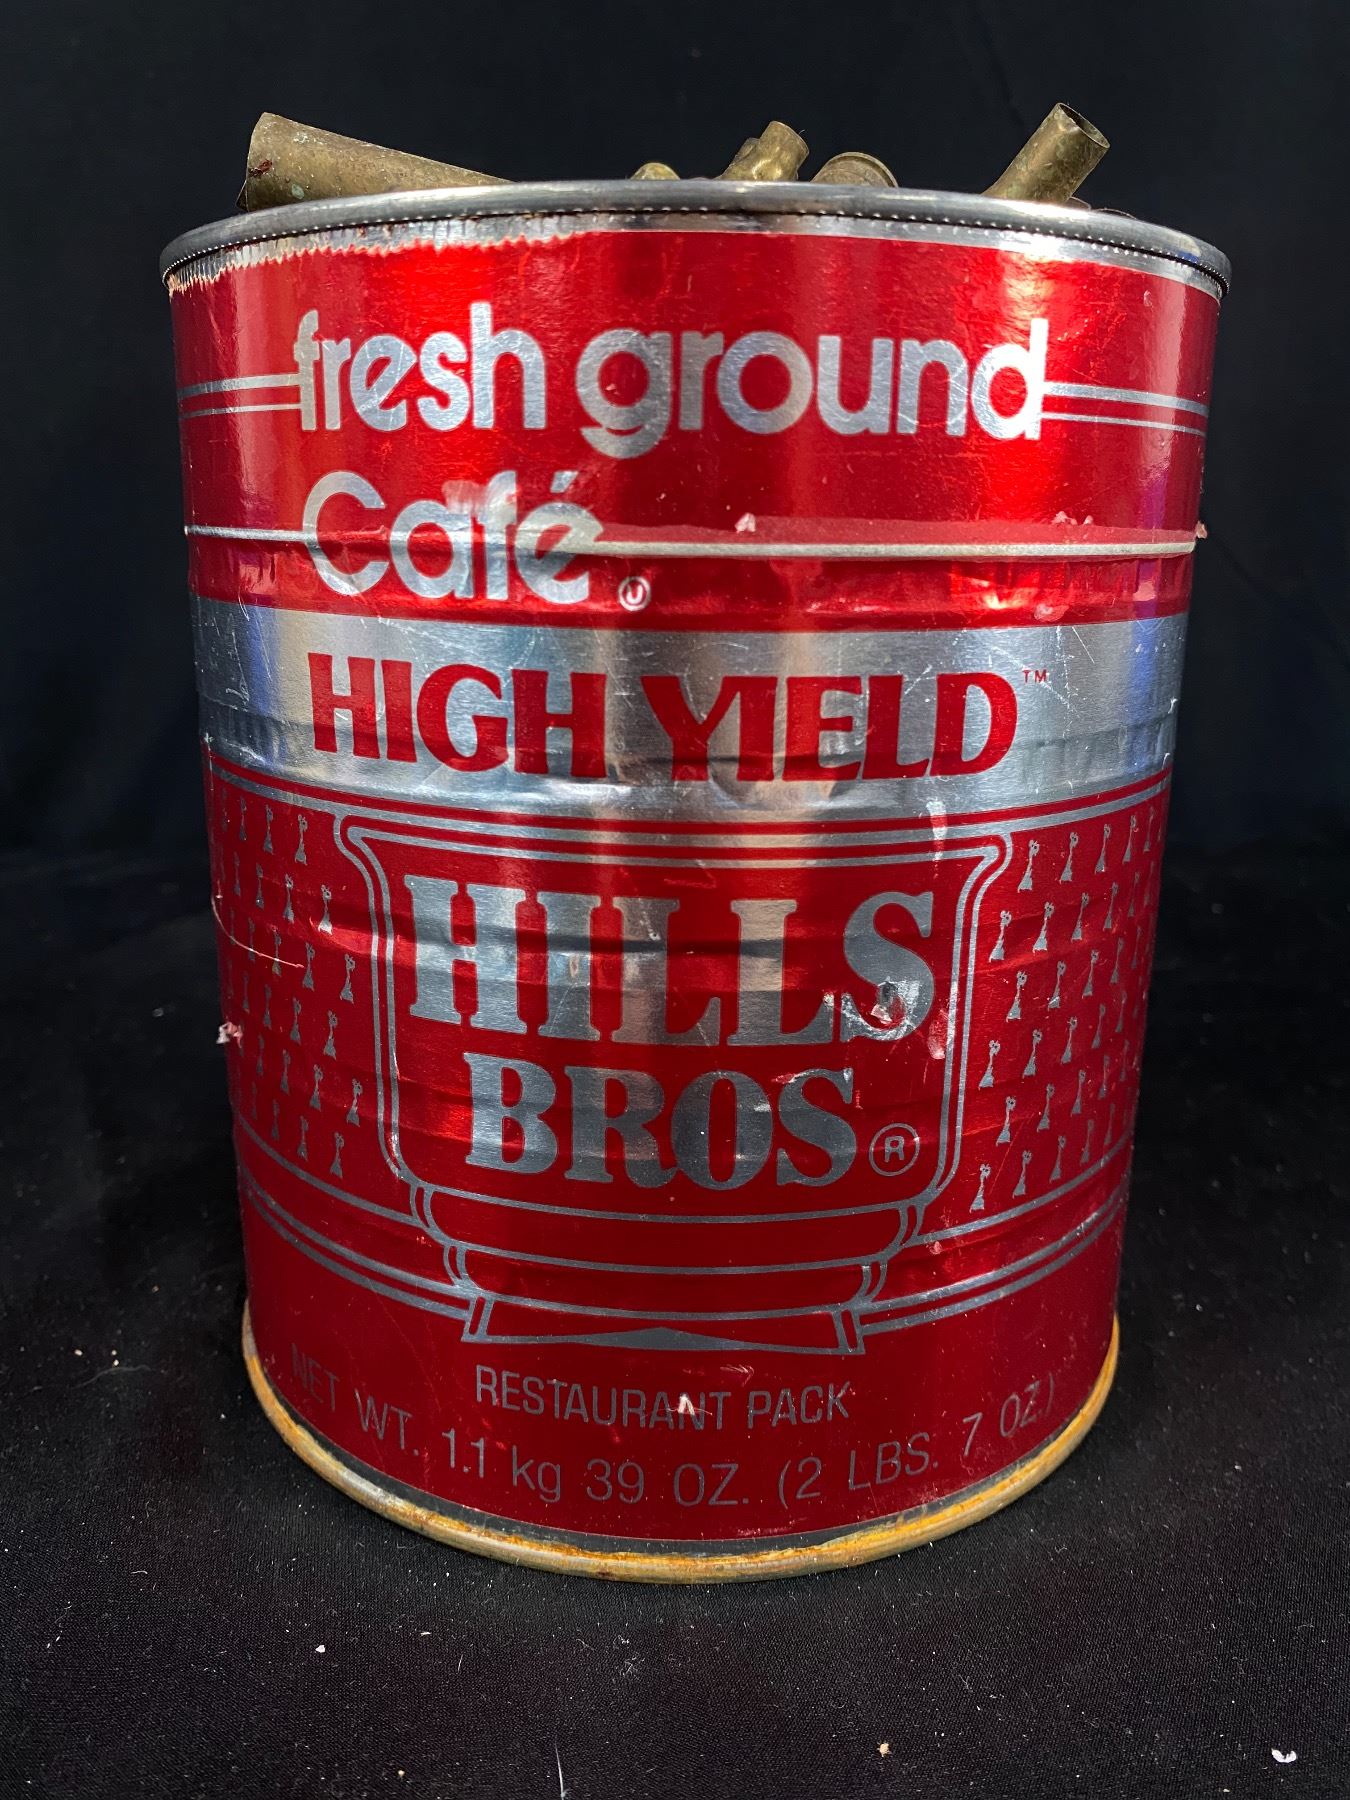 fresh ground
Café Ⓤ
HIGH YIELD™
HILLS
BROS®
RESTAURANT PACK
NET WT. 1.1 kg 39 OZ. (2 LBS. 7 OZ.)